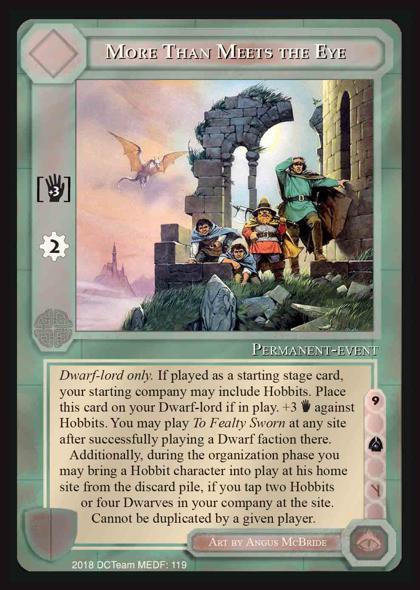 More Than Meets the Eye
[+3]
2
Permanent-event
Dwarf-lord only. If played as a starting stage card,
your starting company may include Hobbits. Place
this card on your Dwarf-lord if in play. +3 against
Hobbits. You may play To Fealty Sworn at any site
after successfully playing a Dwarf faction there.
Additionally, during the organization phase you
may bring a Hobbit character into play at his home
site from the discard pile, if you tap two Hobbits
or four Dwarves in your company at the site.
Cannot be duplicated by a given player.
9
Art by Angus McBride
2018 DCTeam MEDF: 119